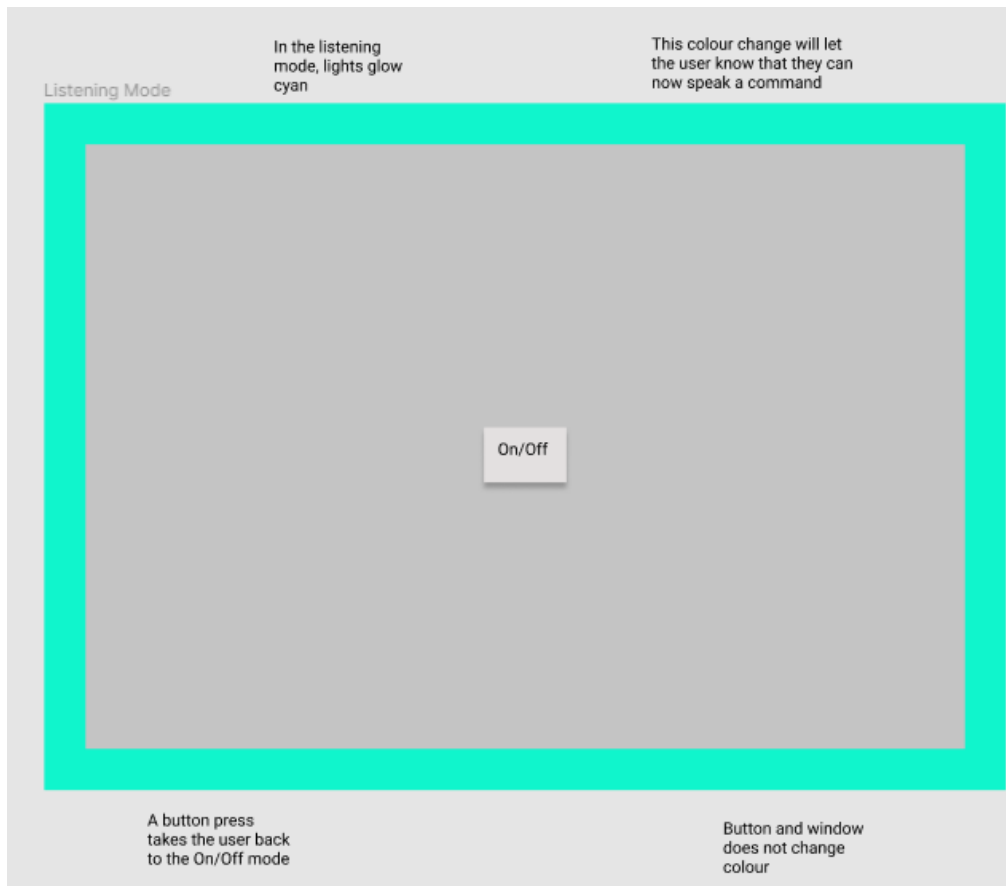 In the listening
mode, lights glow
cyan
This colour change will let
the user know that they can
now speak a command
Listening Mode
On/Off
A button press
takes the user back
to the On/Off mode
Button and window
does not change
colour